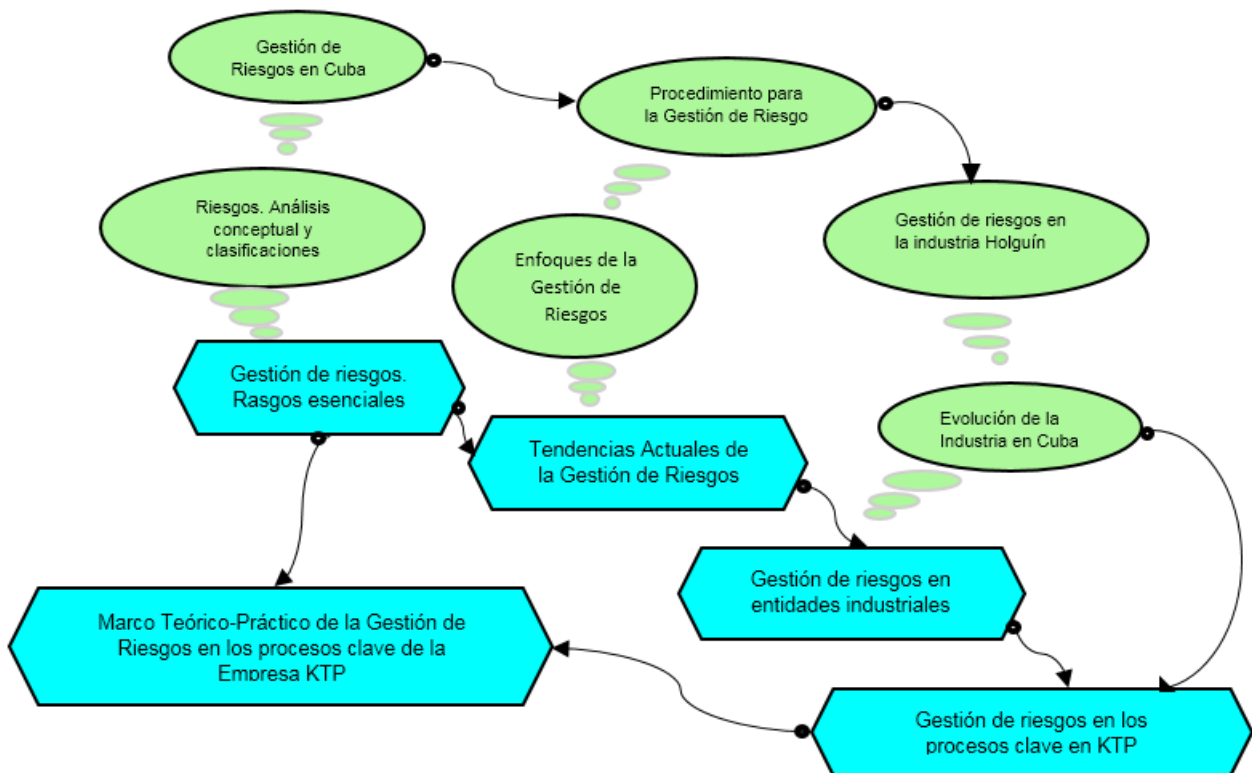 Gestión de
Riesgos en Cuba
Procedimiento para
la Gestión de Riesgo
Riesgos. Análisis
conceptual y
clasificaciones
Enfoques de la
Gestión de
Riesgos
Gestión de riesgos en
la industria Holguín
Gestión de riesgos.
Rasgos esenciales
Tendencias Actuales de
la Gestión de Riesgos
Evolución de la
Industria en Cuba
Gestión de riesgos en
entidades industriales
Marco Teórico-Práctico de la Gestión de
Riesgos en los procesos clave de la
Empresa KTP
Gestión de riesgos en los
procesos clave en KTP